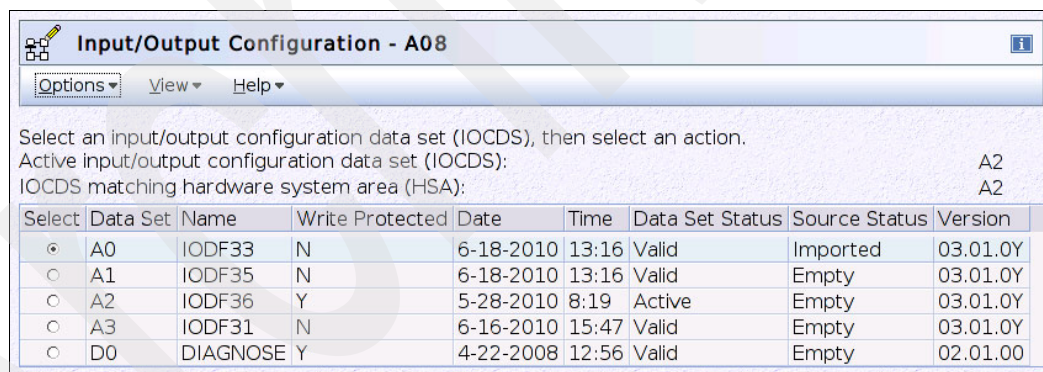 Input/Output Configuration - A08
Options View Help
Select an input/output configuration data set (IOCDS), then select an action.
Active input/output configuration data set (IOCDS): A2
IOCDS matching hardware system area (HSA): A2
Select Data Set Name Write Protected Date Time Data Set Status Source Status Version
A0 IODF33 N 6-18-2010 13:16 Valid Imported 03.01.0Y
A1 IODF35 N 6-18-2010 13:16 Valid Empty 03.01.0Y
A2 IODF36 Y 5-28-2010 8:19 Active Empty 03.01.0Y
A3 IODF31 N 6-16-2010 15:47 Valid Empty 03.01.0Y
D0 DIAGNOSE Y 4-22-2008 12:56 Valid Empty 02.01.00